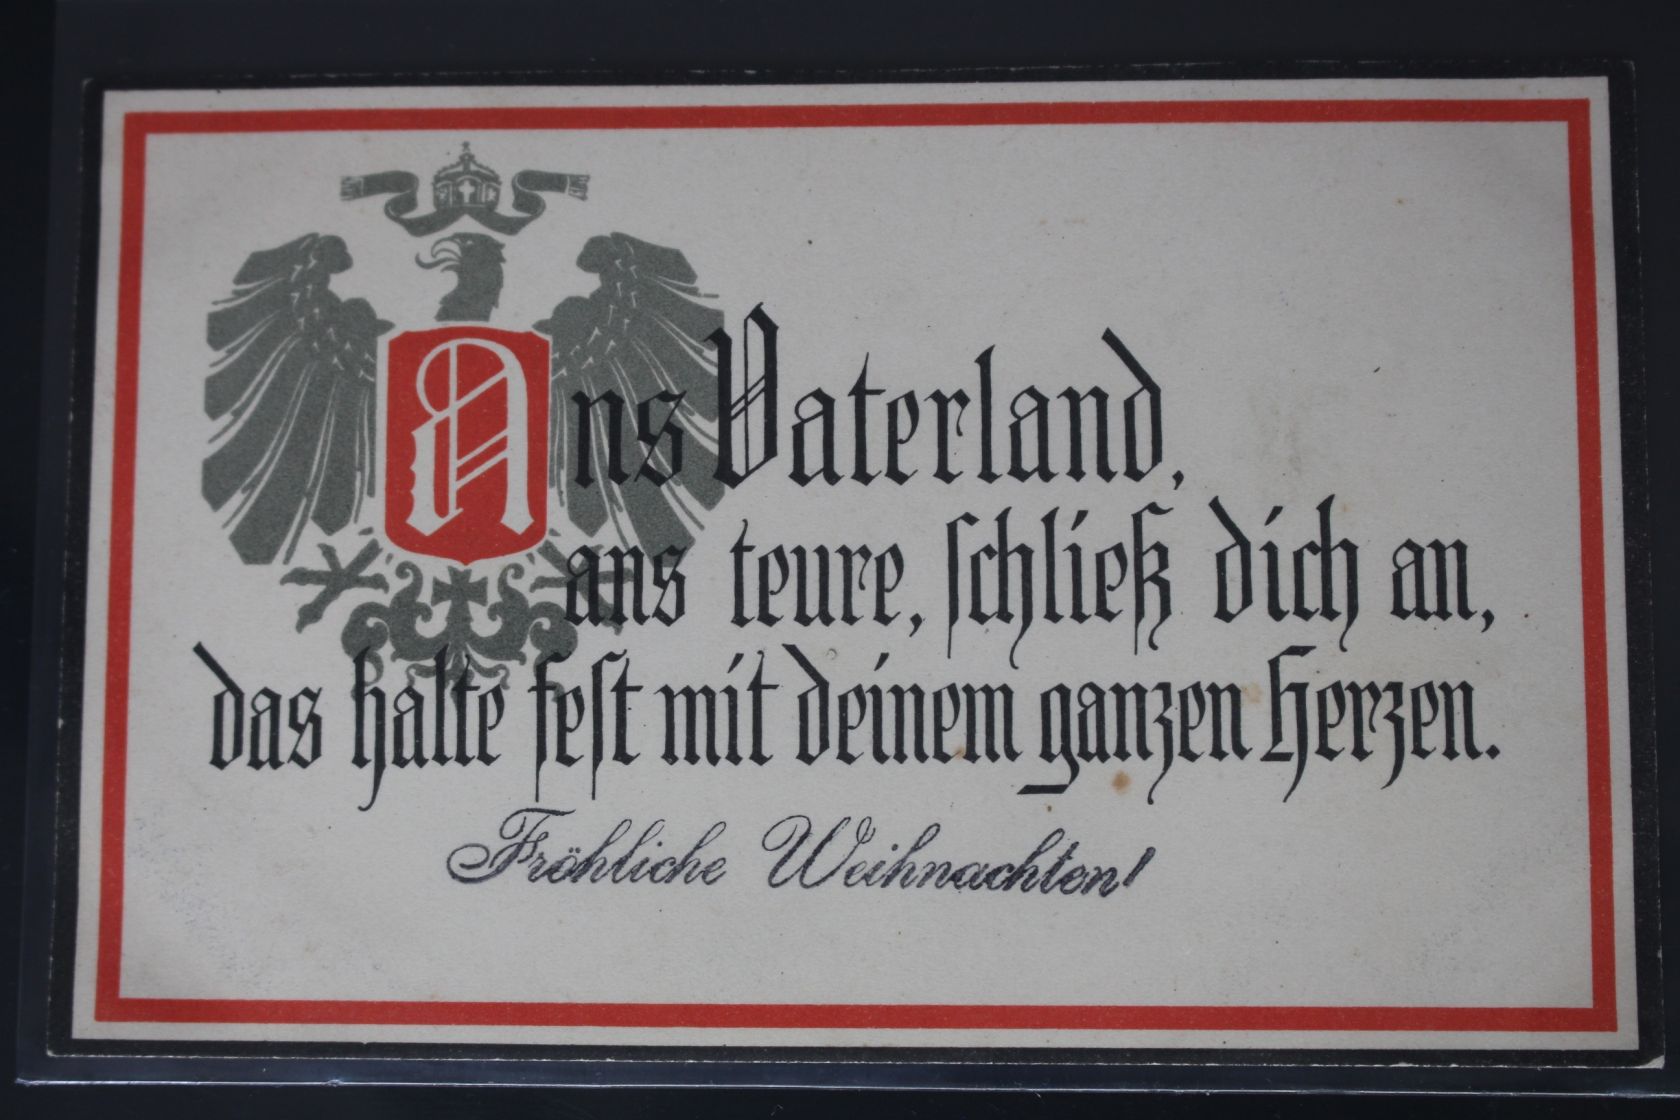 Ans Vaterland,
ans teure, schließ dich an,
das halte fest mit deinem ganzen Herzen.
Fröhliche Weihnachten!